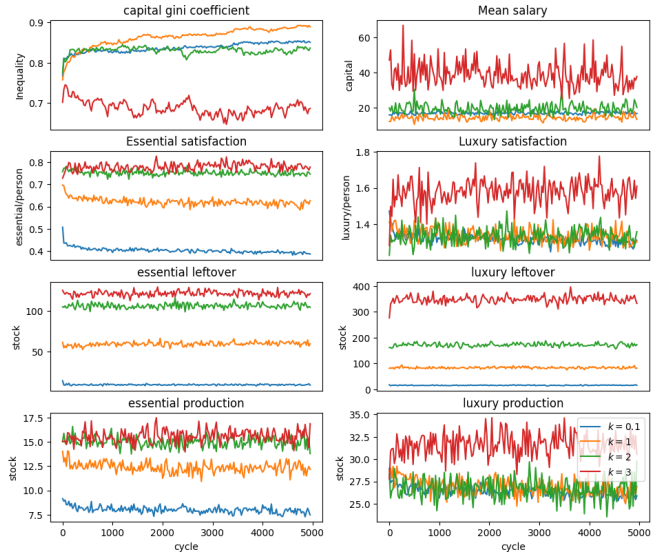 capital gini coefficient
Mean salary
Inequality
0.9
0.8
0.7
capital
60
40
20
Essential satisfaction
Luxury satisfaction
essential/person
0.8
0.7
0.6
0.5
0.4
luxury/person
1.8
1.6
1.4
essential leftover
luxury leftover
stock
100
50
stock
400
300
200
100
0
essential production
luxury production
stock
17.5
15.0
12.5
10.0
7.5
stock
35.0
32.5
30.0
27.5
25.0
k = 0.1
k = 1
k = 2
k = 3
0 1000 2000 3000 4000 5000
0 1000 2000 3000 4000 5000
cycle
cycle